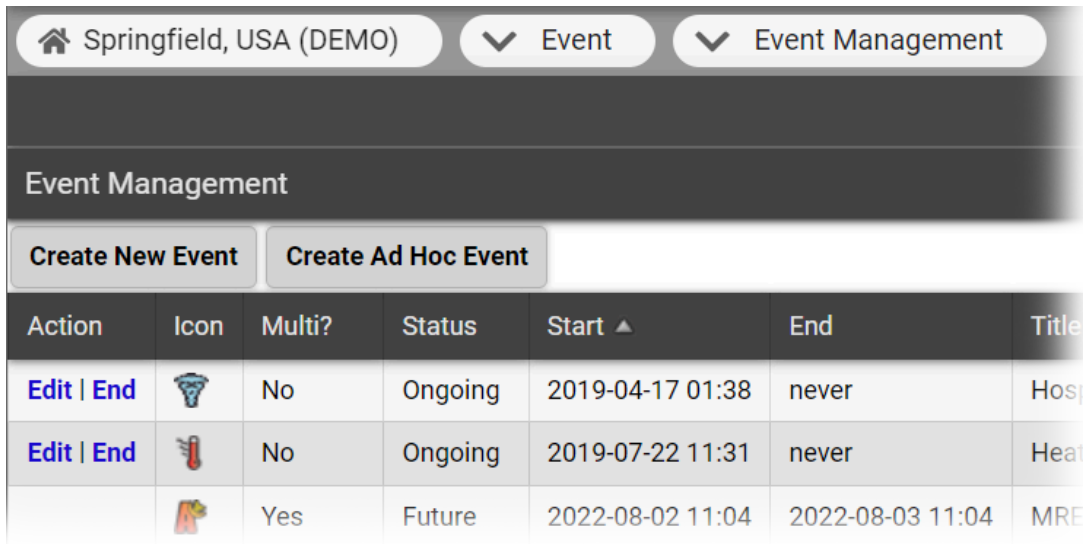 Springfield, USA (DEMO) Event Event Management
Event Management
Create New Event Create Ad Hoc Event
Action Icon Multi? Status Start End Title
Edit | End No Ongoing 2019-04-17 01:38 never
Edit | End No Ongoing 2019-07-22 11:31 never
Yes Future 2022-08-02 11:04 2022-08-03 11:04